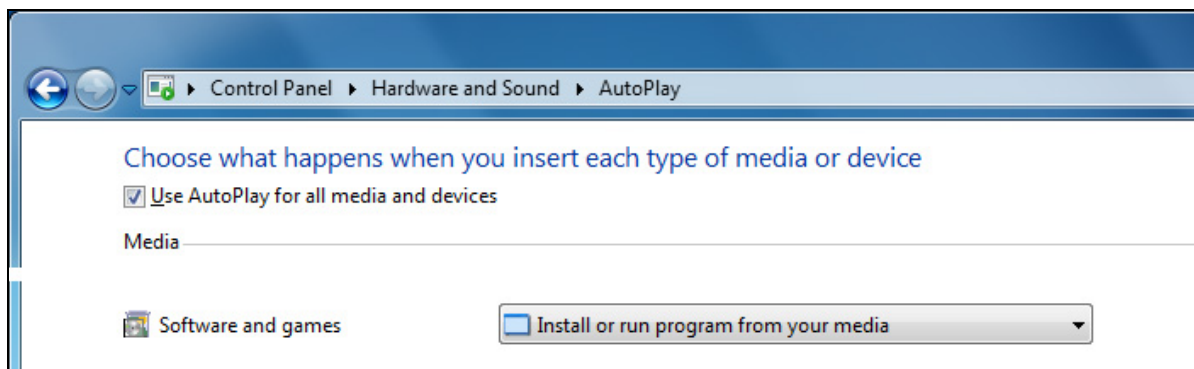 Control Panel Hardware and Sound AutoPlay
Choose what happens when you insert each type of media or device
Use AutoPlay for all media and devices
Media
Software and games Install or run program from your media